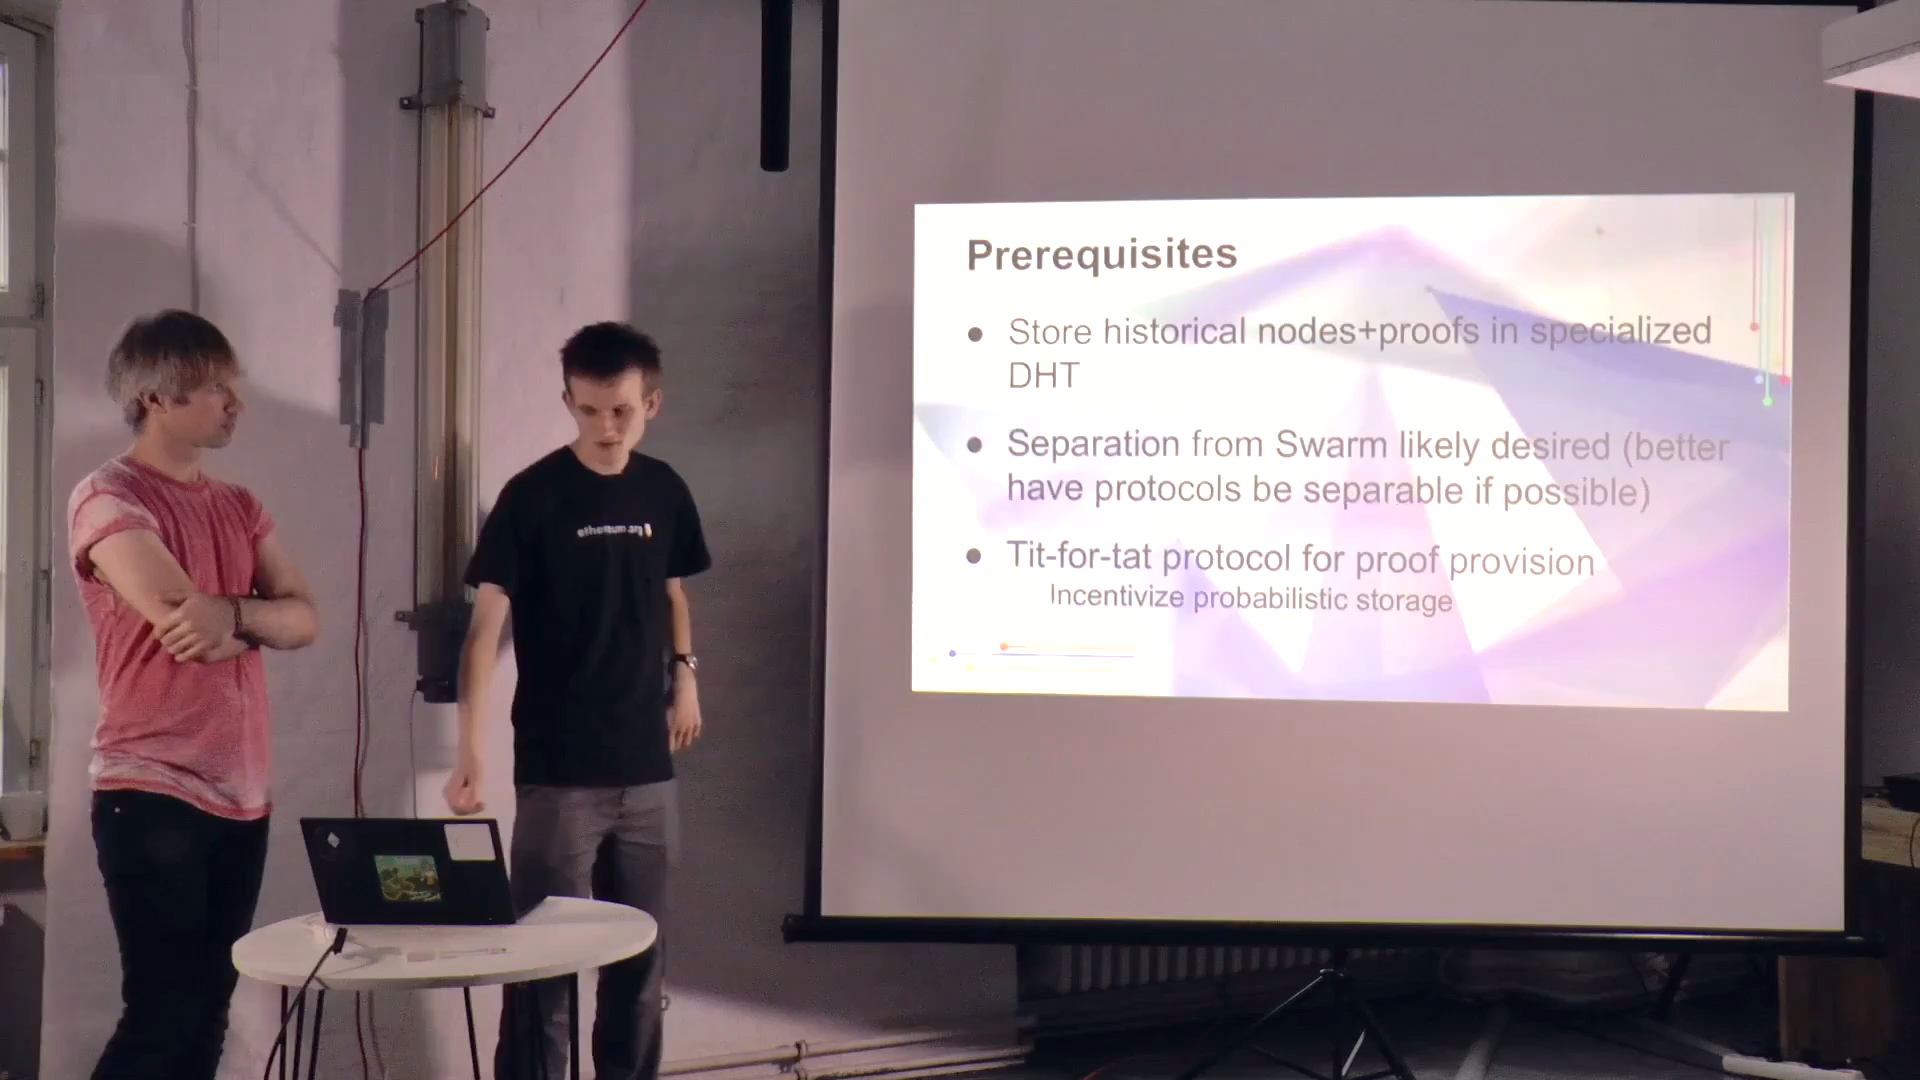 Prerequisites
● Store historical nodes+proofs in specialized
DHT
● Separation from Swarm likely desired (better
have protocols be separable if possible)
● Tit-for-tat protocol for proof provision
Incentivize probabilistic storage
ethereum.org